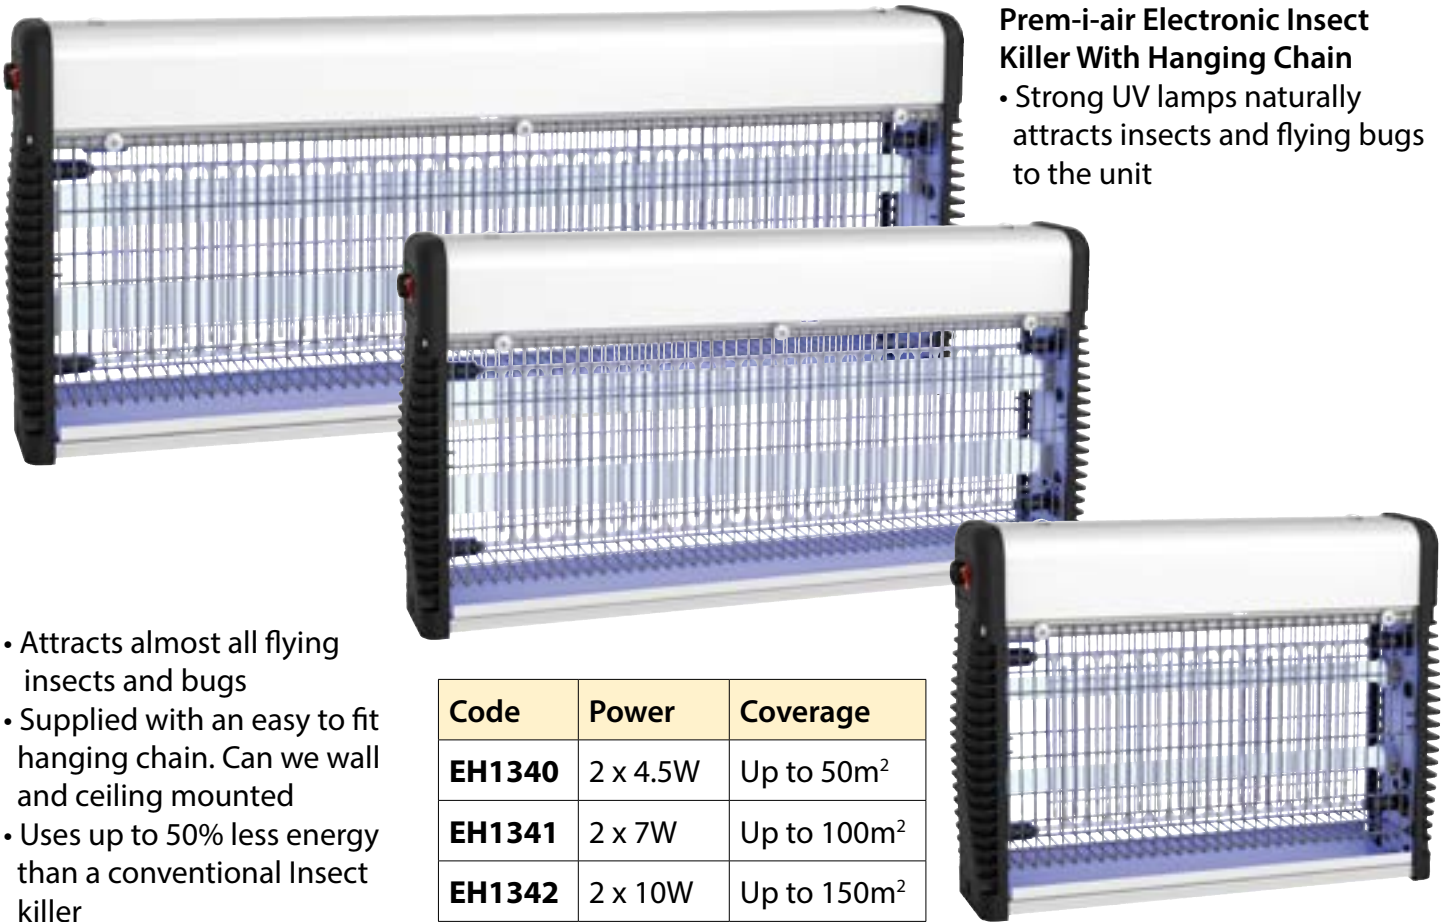 Prem-i-air Electronic Insect
Killer With Hanging Chain
• Strong UV lamps naturally
attracts insects and flying bugs
to the unit
• Attracts almost all flying
insects and bugs
• Supplied with an easy to fit
hanging chain. Can we wall
and ceiling mounted
• Uses up to 50% less energy
than a conventional Insect
killer
Code Power Coverage
EH1340 2 x 4.5W Up to 50m²
EH1341 2 x 7W Up to 100m²
EH1342 2 x 10W Up to 150m²